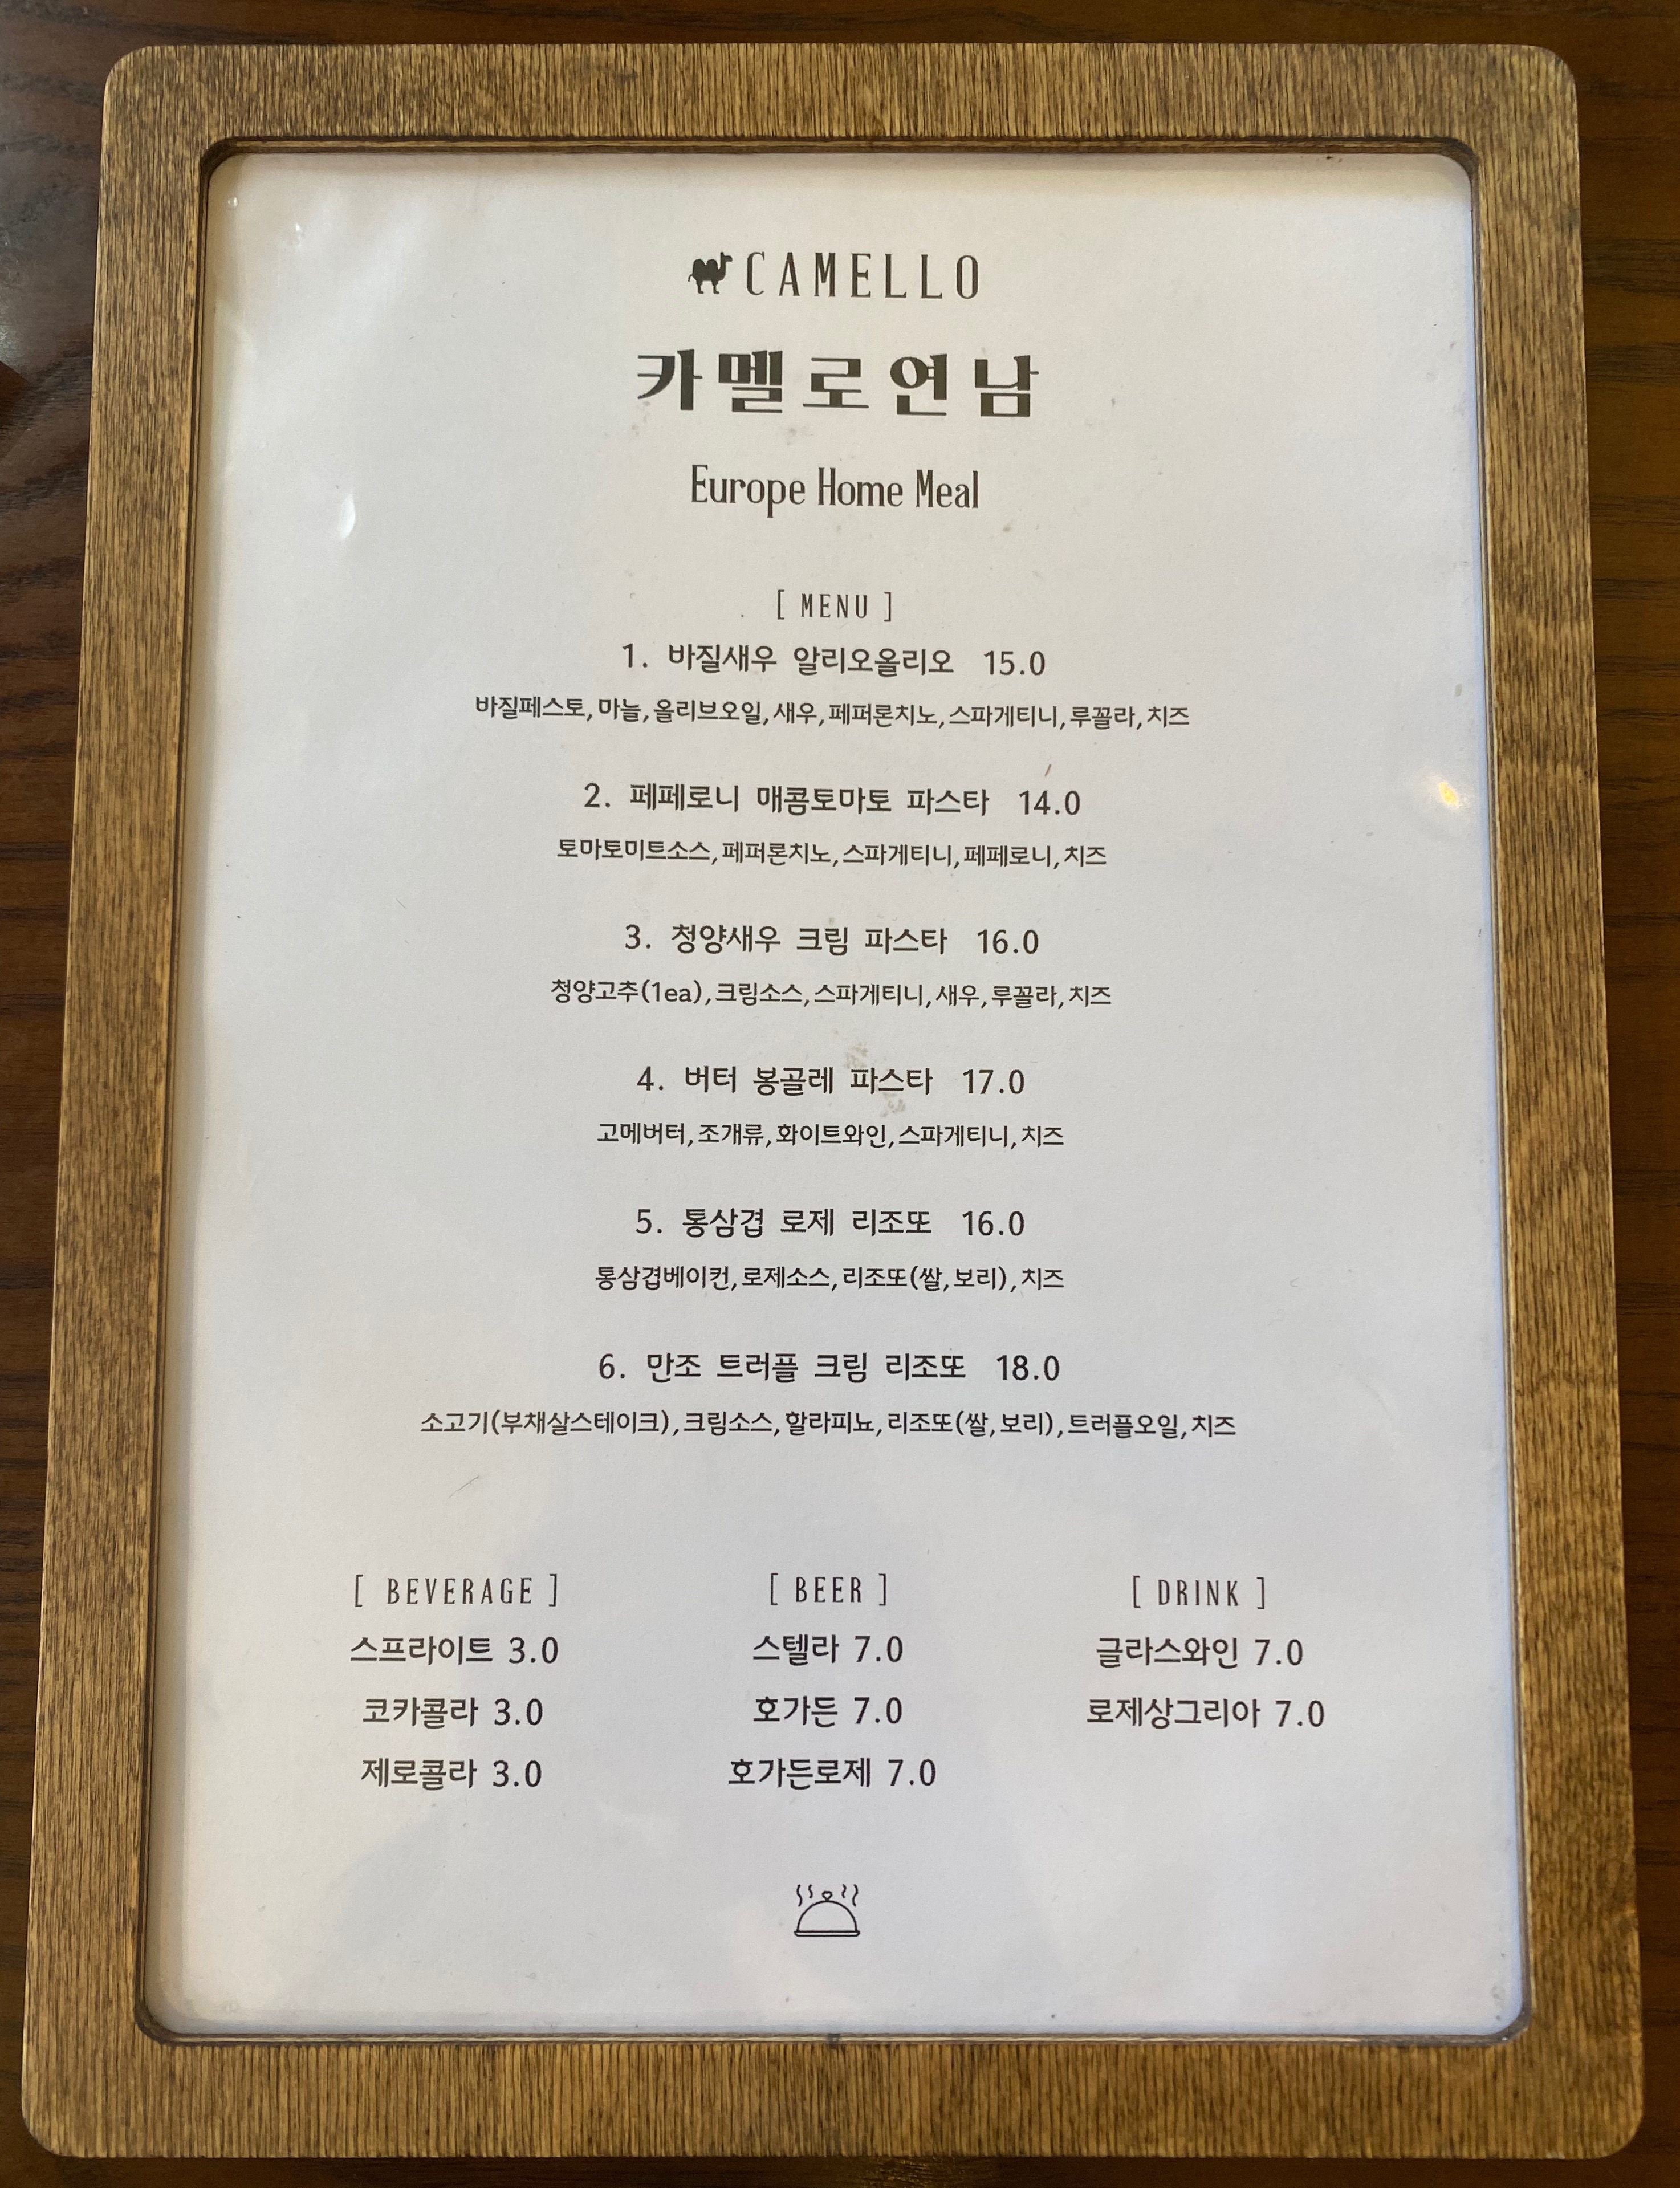 CAMELLO
카멜로연남
Europe Home Meal
[ MENU ]
1. 바질새우 알리오올리오 15.0
바질페스토,마늘,올리브오일,새우,페퍼론치노,스파게티니,루꼴라,치즈
2. 페페로니 매콤토마토 파스타 14.0
토마토미트소스,페퍼론치노,스파게티니,페페로니,치즈
3. 청양새우 크림 파스타 16.0
청양고추(1ea),크림소스,스파게티니,새우,루꼴라,치즈
4. 버터 봉골레 파스타 17.0
고메버터,조개류,화이트와인,스파게티니,치즈
5. 통삼겹 로제 리조또 16.0
통삼겹베이컨,로제소스,리조또(쌀,보리),치즈
6. 만조 트러플 크림 리조또 18.0
소고기(부채살스테이크),크림소스,할라피뇨,리조또(쌀,보리),트러플오일,치즈
[ BEVERAGE ]
스프라이트 3.0
코카콜라 3.0
제로콜라 3.0
[ BEER ]
스텔라 7.0
호가든 7.0
호가든로제 7.0
[ DRINK ]
글라스와인 7.0
로제상그리아 7.0